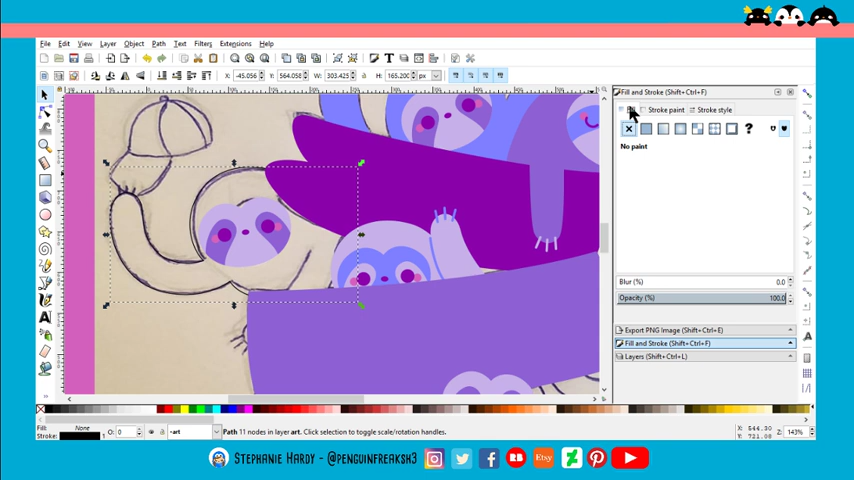 File Edit View Layer Object Path Text Filters Extensions Help
X: -45.056 Y: 564.058 W: 303.425 H: 165.200 px
Fill and Stroke (Shift+Ctrl+F)
Stroke paint Stroke style
No paint
Blur (%) 0.0
Opacity (%) 100.0
Export PNG Image (Shift+Ctrl+E)
Fill and Stroke (Shift+Ctrl+F)
Layers (Shift+Ctrl+L)
Fill: None
Stroke: 1 O: 0 -art Path 11 nodes in layer art. Click selection to toggle scale/rotation handles. X: 544.30
Y: 721.08 Z: 143%
Stephanie Hardy - @penguinfreaksh3 Etsy YouTube